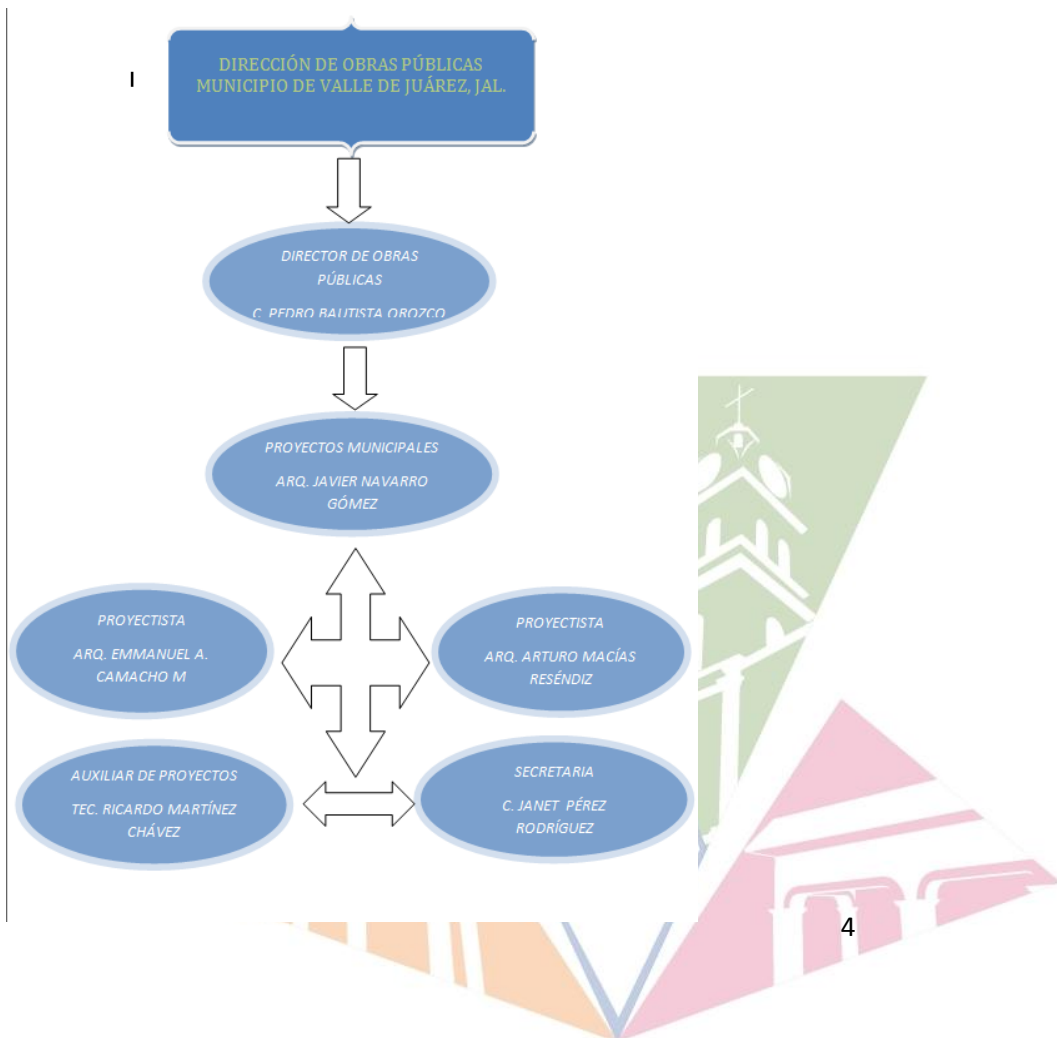 I
DIRECCIÓN DE OBRAS PÚBLICAS
MUNICIPIO DE VALLE DE JUÁREZ, JAL.
DIRECTOR DE OBRAS
PÚBLICAS
C. PEDRO BAUTISTA OROZCO
PROYECTOS MUNICIPALES
ARQ. JAVIER NAVARRO
GÓMEZ
PROYECTISTA
ARQ. EMMANUEL A.
CAMACHO M
PROYECTISTA
ARQ. ARTURO MACÍAS
RESÉNDIZ
AUXILIAR DE PROYECTOS
TEC. RICARDO MARTÍNEZ
CHÁVEZ
SECRETARIA
C. JANET PÉREZ
RODRÍGUEZ
4